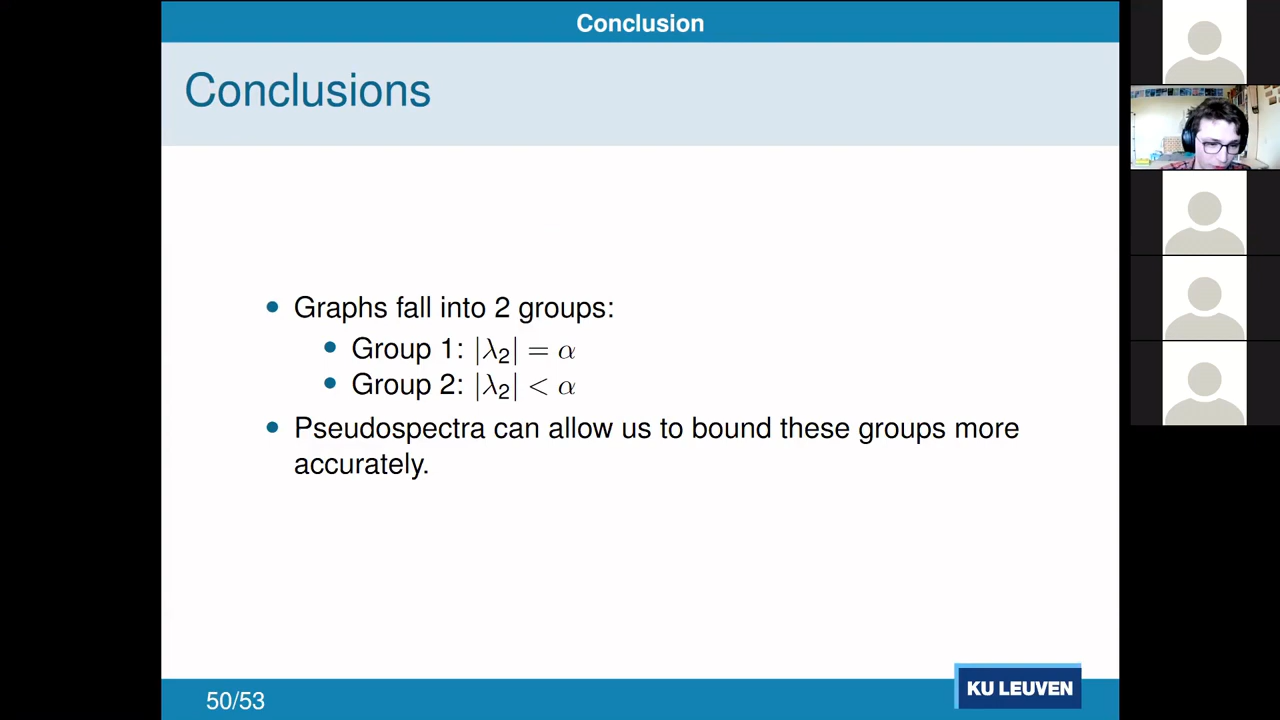 Conclusion
Conclusions
• Graphs fall into 2 groups:
• Group 1: |λ₂| = α
• Group 2: |λ₂| < α
• Pseudospectra can allow us to bound these groups more
accurately.
50/53
KU LEUVEN